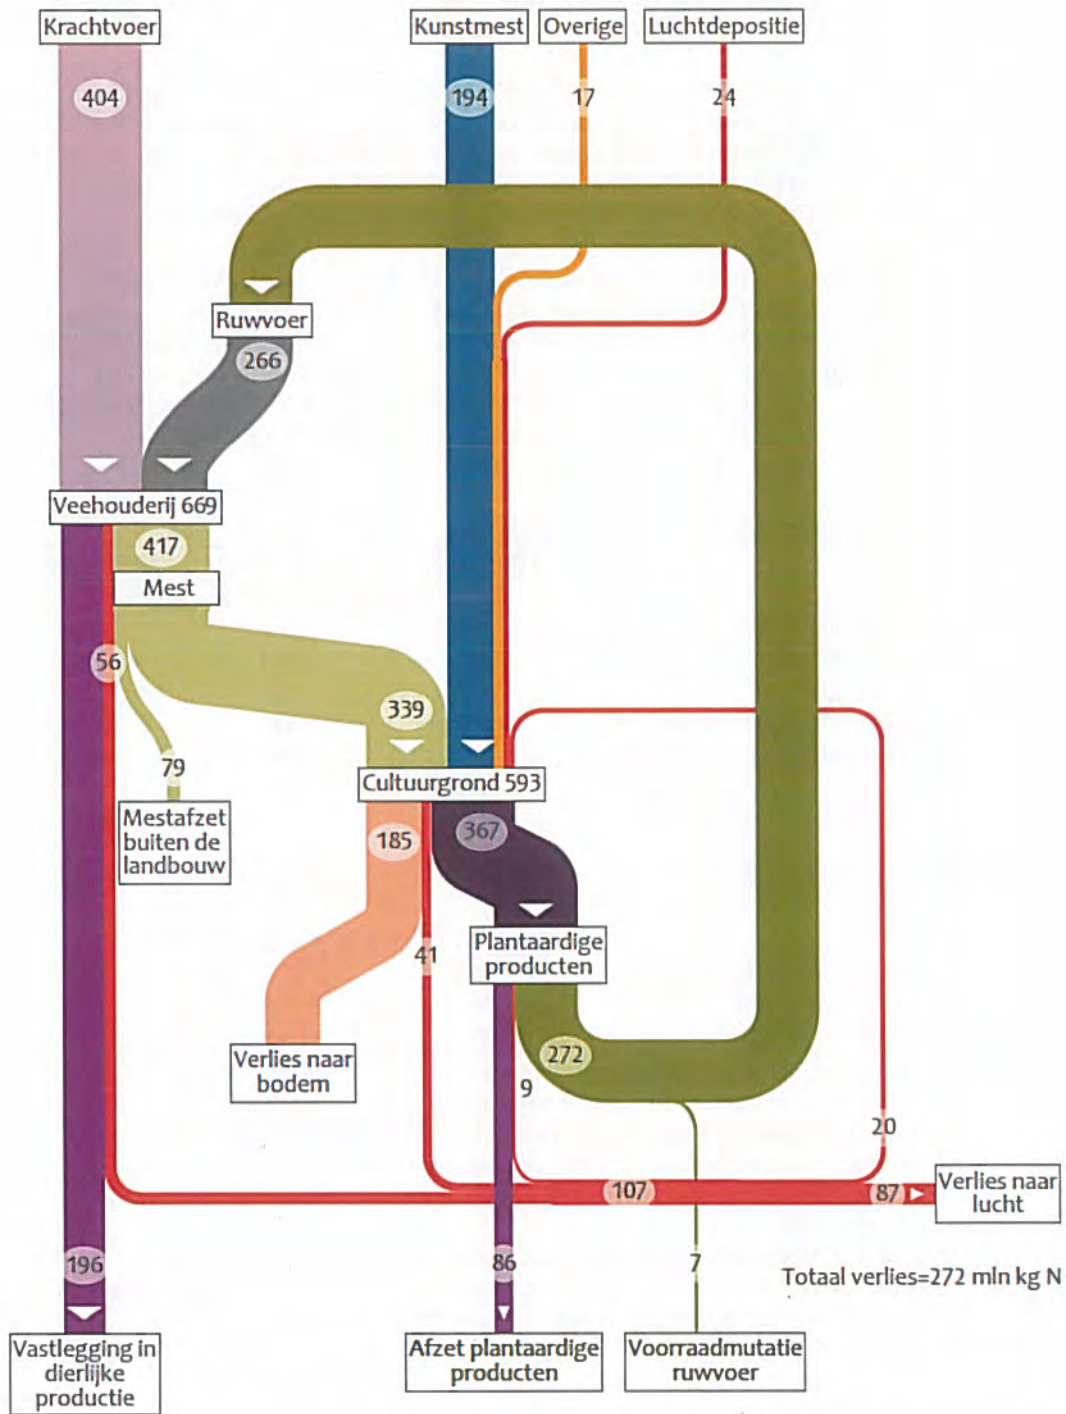 Krachtvoer
Kunstmest
Overige
Luchtdepositie
404
194
17
24
Ruwvoer
266
Veehouderij 669
417
Mest
56
339
79
Cultuurgrond 593
Mestafzet
buiten de
landbouw
185
367
Plantaardige
producten
41
Verlies naar
bodem
272
9
20
107
87
Verlies naar
lucht
196
86
7
Totaal verlies=272 mln kg N
Vastlegging in
dierlijke
productie
Afzet plantaardige
producten
Voorraadmutatie
ruwvoer